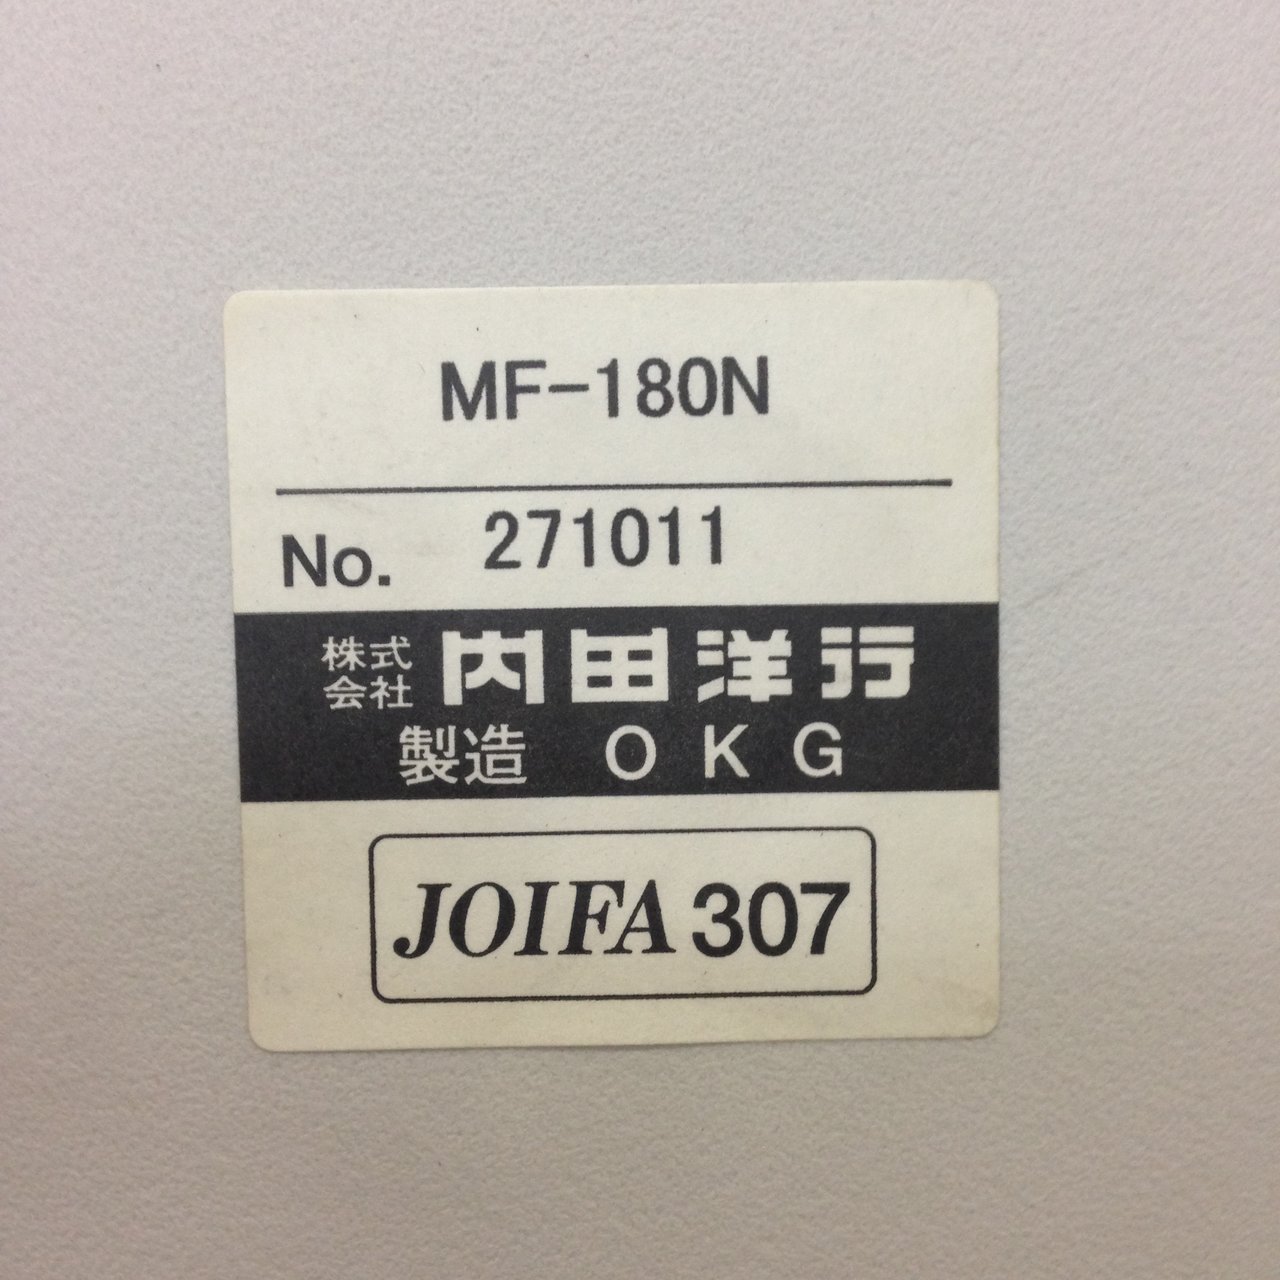 MF-180N
No. 271011
株式会社 内田洋行
製造 OKG
JOIFA 307